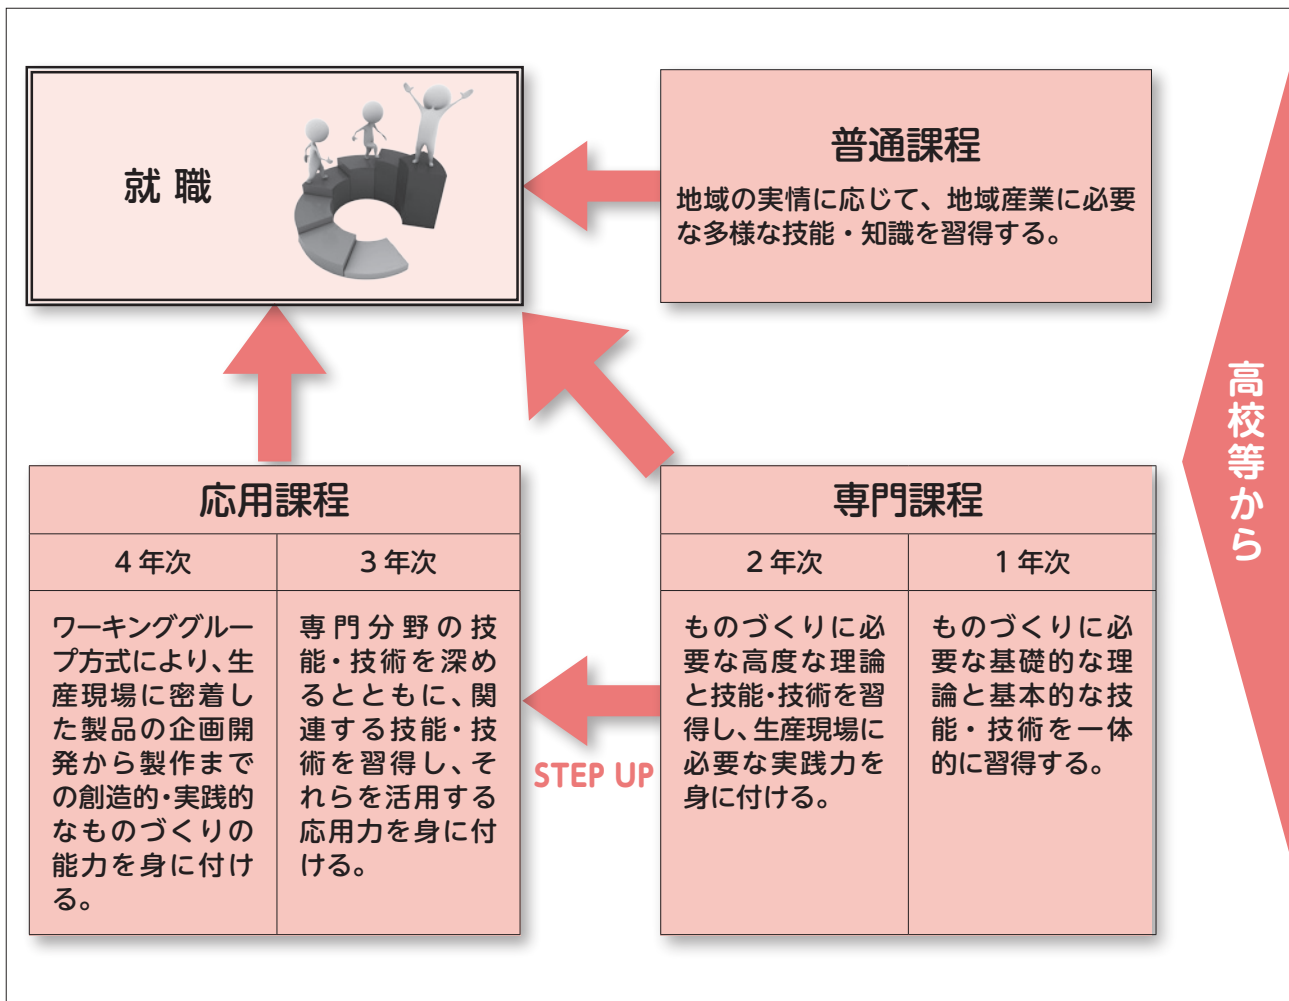 就 職
普通課程
地域の実情に応じて、地域産業に必要
な多様な技能・知識を習得する。
高校等から
応用課程
4 年次
ワーキンググルー
プ方式により、生
産現場に密着し
た製品の企画開
発から製作まで
の創造的・実践的
なものづくりの
能力を身に付け
る。
3 年次
専門分野の技
能・技術を深め
るとともに、関
連する技能・技
術を習得し、そ
れらを活用する
応用力を身に付
ける。
STEP UP
専門課程
2 年次
ものづくりに必
要な高度な理論
と技能・技術を習
得し、生産現場に
必要な実践力を
身に付ける。
1 年次
ものづくりに必
要な基礎的な理
論と基本的な技
能・技術を一体
的に習得する。